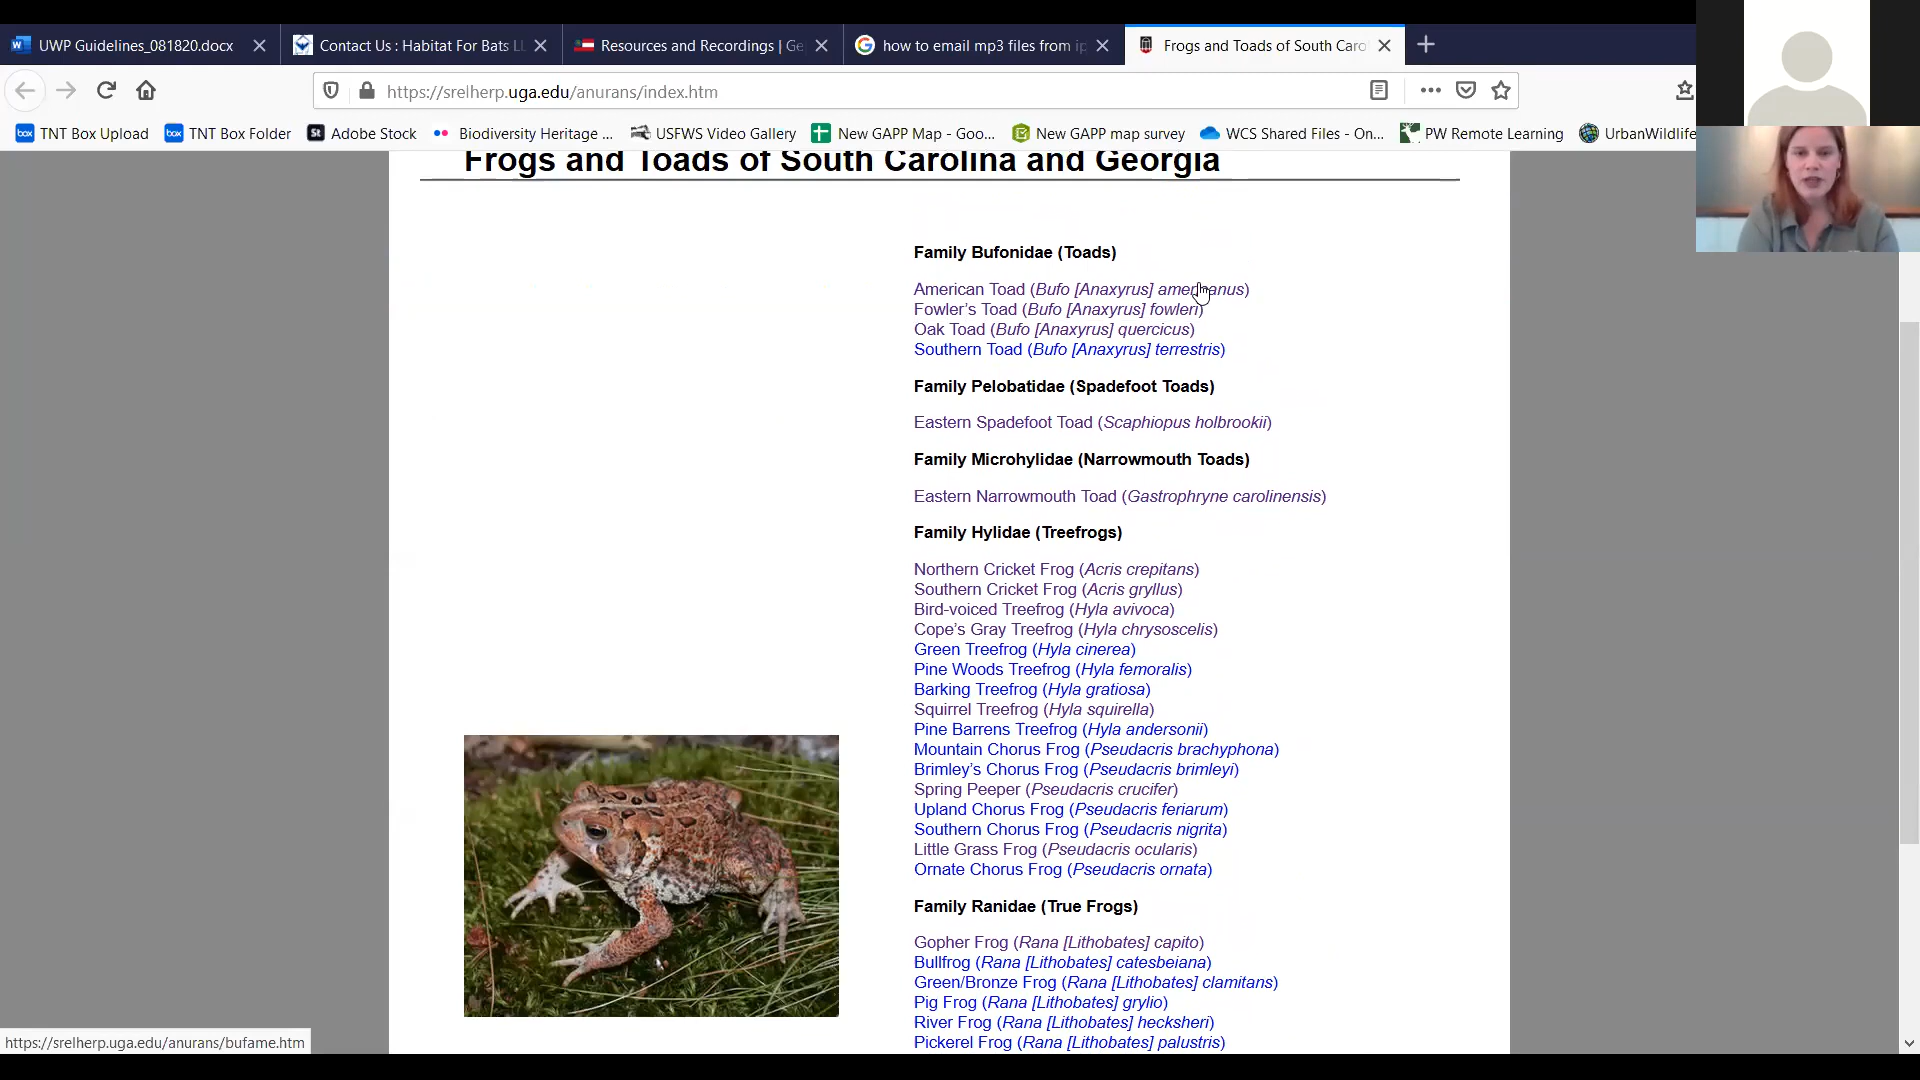 UWP Guidelines_081820.docx
Contact Us : Habitat For Bats LL
Resources and Recordings | Ge
how to email mp3 files from ip
Frogs and Toads of South Caro
https://srelherp.uga.edu/anurans/index.htm
TNT Box Upload
TNT Box Folder
Adobe Stock
Biodiversity Heritage ...
USFWS Video Gallery
New GAPP Map - Goo...
New GAPP map survey
WCS Shared Files - On...
PW Remote Learning
UrbanWildlife
Frogs and Toads of South Carolina and Georgia
Family Bufonidae (Toads)
American Toad (Bufo [Anaxyrus] americanus)
Fowler's Toad (Bufo [Anaxyrus] fowleri)
Oak Toad (Bufo [Anaxyrus] quercicus)
Southern Toad (Bufo [Anaxyrus] terrestris)
Family Pelobatidae (Spadefoot Toads)
Eastern Spadefoot Toad (Scaphiopus holbrookii)
Family Microhylidae (Narrowmouth Toads)
Eastern Narrowmouth Toad (Gastrophryne carolinensis)
Family Hylidae (Treefrogs)
Northern Cricket Frog (Acris crepitans)
Southern Cricket Frog (Acris gryllus)
Bird-voiced Treefrog (Hyla avivoca)
Cope's Gray Treefrog (Hyla chrysoscelis)
Green Treefrog (Hyla cinerea)
Pine Woods Treefrog (Hyla femoralis)
Barking Treefrog (Hyla gratiosa)
Squirrel Treefrog (Hyla squirella)
Pine Barrens Treefrog (Hyla andersonii)
Mountain Chorus Frog (Pseudacris brachyphona)
Brimley's Chorus Frog (Pseudacris brimleyi)
Spring Peeper (Pseudacris crucifer)
Upland Chorus Frog (Pseudacris feriarum)
Southern Chorus Frog (Pseudacris nigrita)
Little Grass Frog (Pseudacris ocularis)
Ornate Chorus Frog (Pseudacris ornata)
Family Ranidae (True Frogs)
Gopher Frog (Rana [Lithobates] capito)
Bullfrog (Rana [Lithobates] catesbeiana)
Green/Bronze Frog (Rana [Lithobates] clamitans)
Pig Frog (Rana [Lithobates] grylio)
River Frog (Rana [Lithobates] hecksheri)
Pickerel Frog (Rana [Lithobates] palustris)
https://srelherp.uga.edu/anurans/bufame.htm